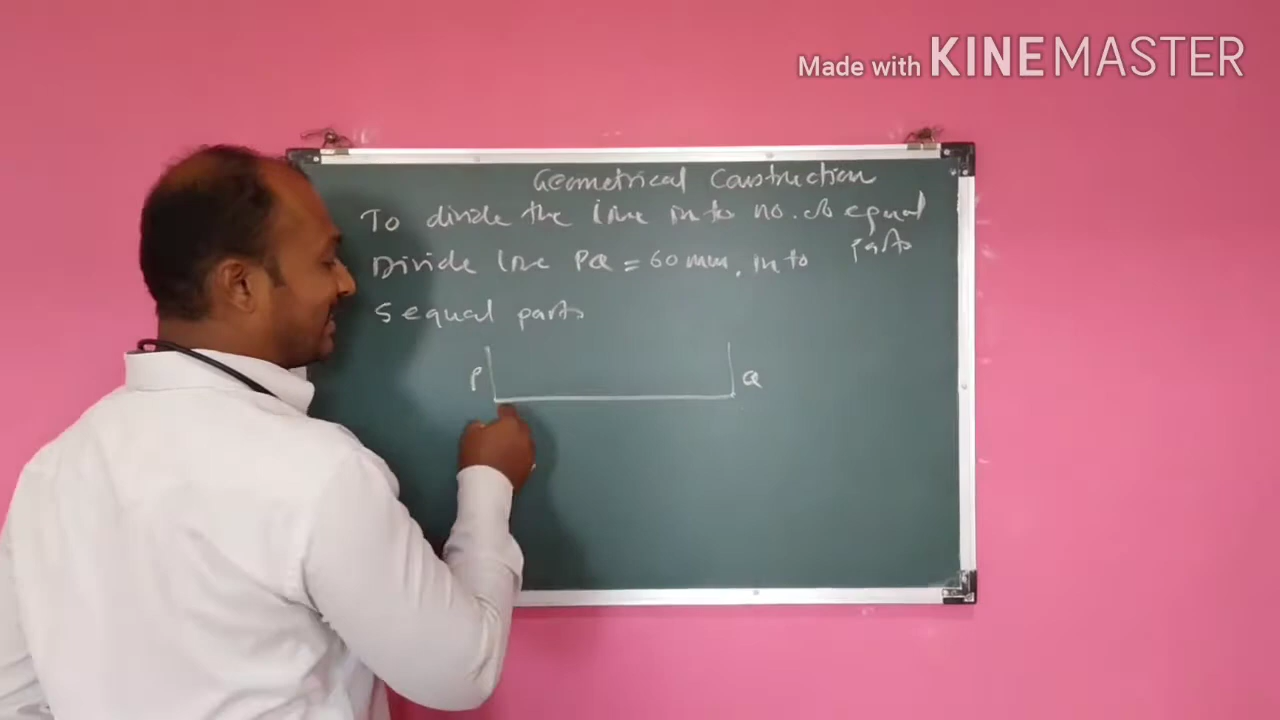 Made with KINEMASTER
Geometrical Construction
To divide the line into no. of equal
parts
Divide line PQ = 60 mm. into
5 equal parts
P
Q